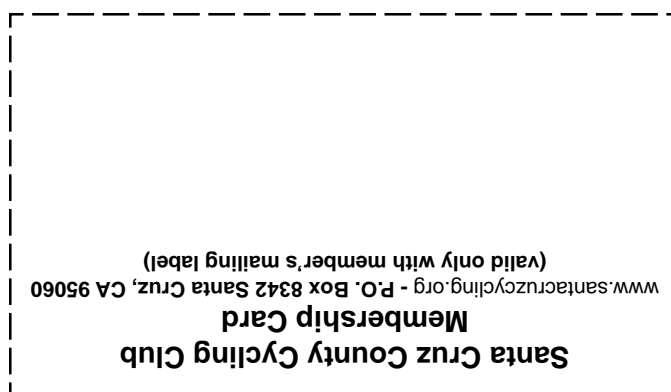 Santa Cruz County Cycling Club
Membership Card
www.santacruzcycling.org - P.O. Box 8342 Santa Cruz, CA 95060
(valid only with member's mailing label)